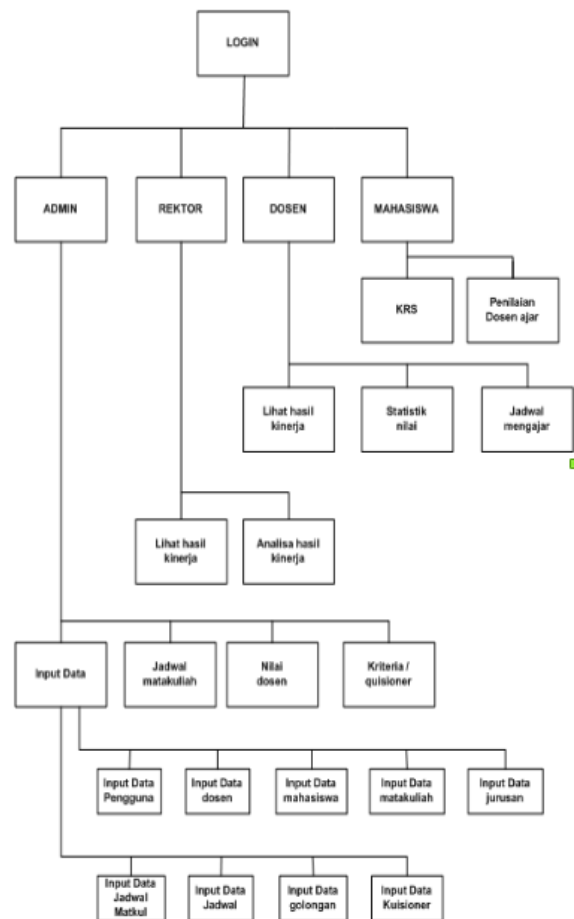 LOGIN
ADMIN
REKTOR
DOSEN
MAHASISWA
KRS
Penilaian
Dosen ajar
Lihat hasil
kinerja
Statistik
nilai
Jadwal
mengajar
Lihat hasil
kinerja
Analisa hasil
kinerja
Input Data
Jadwal
matakuliah
Nilai
dosen
Kriteria /
quisioner
Input Data
Pengguna
Input Data
dosen
Input Data
mahasiswa
Input Data
matakuliah
Input Data
jurusan
Input Data
Jadwal
Matkul
Input Data
Jadwal
Input Data
golongan
Input Data
Kuisioner